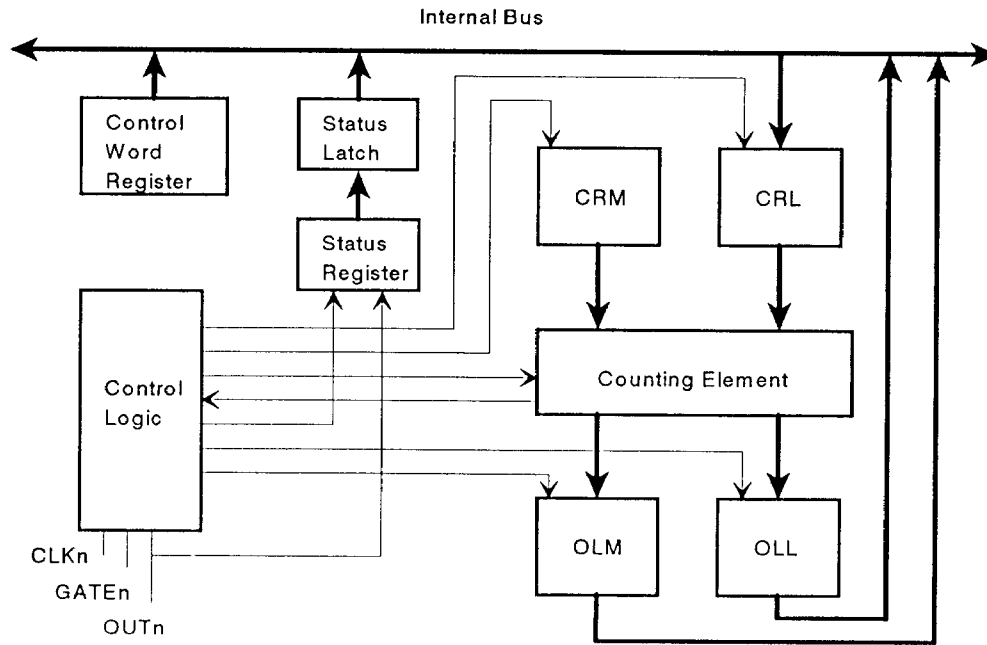 Internal Bus
Control
Word
Register
Status
Latch
CRM
CRL
Status
Register
Control
Logic
Counting Element
OLM
OLL
CLKn
GATEn
OUTn